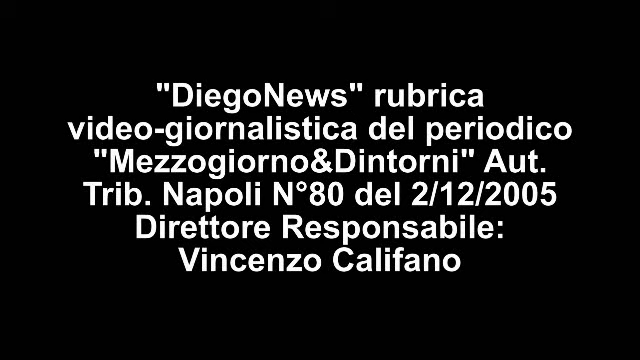 "DiegoNews" rubrica
video-giornalistica del periodico
"Mezzogiorno&Dintorni" Aut.
Trib. Napoli N°80 del 2/12/2005
Direttore Responsabile:
Vincenzo Califano